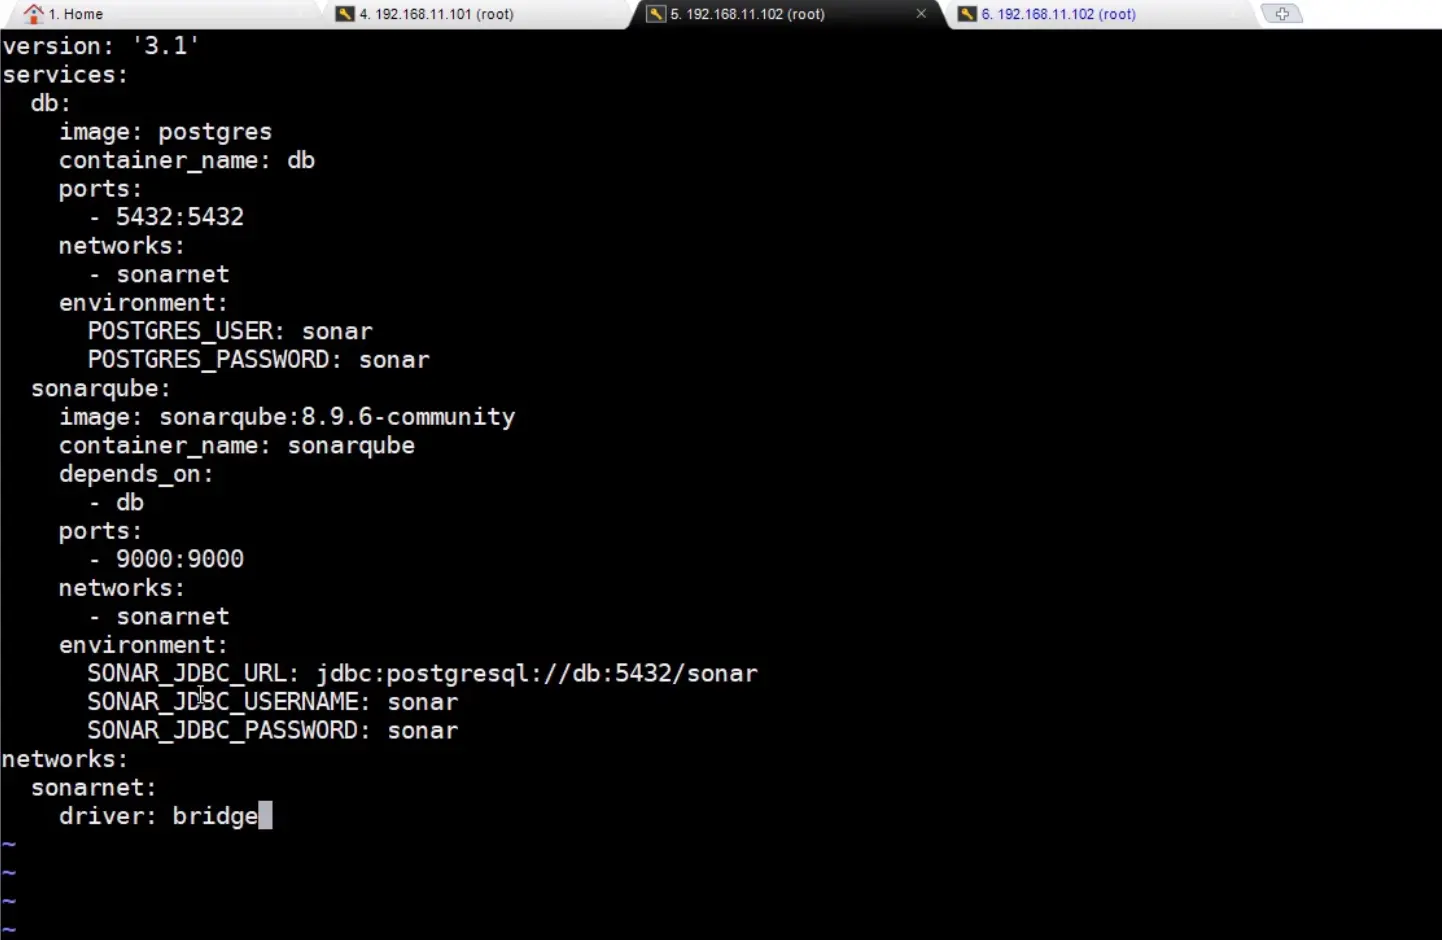 1. Home
4. 192.168.11.101 (root)
5. 192.168.11.102 (root)
6. 192.168.11.102 (root)
version: '3.1'
services:
  db:
    image: postgres
    container_name: db
    ports:
      - 5432:5432
    networks:
      - sonarnet
    environment:
      POSTGRES_USER: sonar
      POSTGRES_PASSWORD: sonar
  sonarqube:
    image: sonarqube:8.9.6-community
    container_name: sonarqube
    depends_on:
      - db
    ports:
      - 9000:9000
    networks:
      - sonarnet
    environment:
      SONAR_JDBC_URL: jdbc:postgresql://db:5432/sonar
      SONAR_JDBC_USERNAME: sonar
      SONAR_JDBC_PASSWORD: sonar
networks:
  sonarnet:
    driver: bridge
~
~
~
~